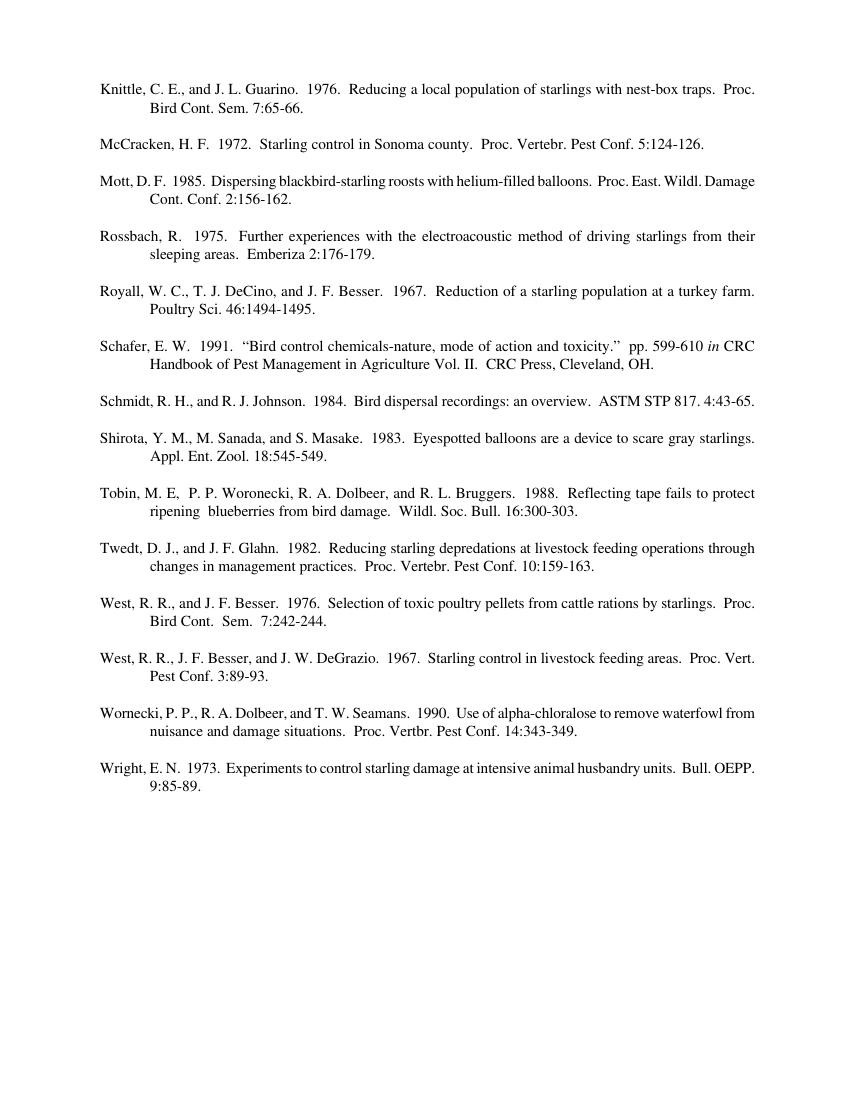 Knittle, C. E., and J. L. Guarino.  1976.  Reducing a local population of starlings with nest-box traps.  Proc.
Bird Cont. Sem. 7:65-66.
McCracken, H. F.  1972.  Starling control in Sonoma county.  Proc. Vertebr. Pest Conf. 5:124-126.
Mott, D. F.  1985.  Dispersing blackbird-starling roosts with helium-filled balloons.  Proc. East. Wildl. Damage
Cont. Conf. 2:156-162.
Rossbach, R.  1975.  Further experiences with the electroacoustic method of driving starlings from their
sleeping areas.  Emberiza 2:176-179.
Royall, W. C., T. J. DeCino, and J. F. Besser.  1967.  Reduction of a starling population at a turkey farm.
Poultry Sci. 46:1494-1495.
Schafer, E. W.  1991.  “Bird control chemicals-nature, mode of action and toxicity.”  pp. 599-610 in CRC
Handbook of Pest Management in Agriculture Vol. II.  CRC Press, Cleveland, OH.
Schmidt, R. H., and R. J. Johnson.  1984.  Bird dispersal recordings: an overview.  ASTM STP 817. 4:43-65.
Shirota, Y. M., M. Sanada, and S. Masake.  1983.  Eyespotted balloons are a device to scare gray starlings.
Appl. Ent. Zool. 18:545-549.
Tobin, M. E,  P. P. Woronecki, R. A. Dolbeer, and R. L. Bruggers.  1988.  Reflecting tape fails to protect
ripening  blueberries from bird damage.  Wildl. Soc. Bull. 16:300-303.
Twedt, D. J., and J. F. Glahn.  1982.  Reducing starling depredations at livestock feeding operations through
changes in management practices.  Proc. Vertebr. Pest Conf. 10:159-163.
West, R. R., and J. F. Besser.  1976.  Selection of toxic poultry pellets from cattle rations by starlings.  Proc.
Bird Cont.  Sem.  7:242-244.
West, R. R., J. F. Besser, and J. W. DeGrazio.  1967.  Starling control in livestock feeding areas.  Proc. Vert.
Pest Conf. 3:89-93.
Wornecki, P. P., R. A. Dolbeer, and T. W. Seamans.  1990.  Use of alpha-chloralose to remove waterfowl from
nuisance and damage situations.  Proc. Vertbr. Pest Conf. 14:343-349.
Wright, E. N.  1973.  Experiments to control starling damage at intensive animal husbandry units.  Bull. OEPP.
9:85-89.